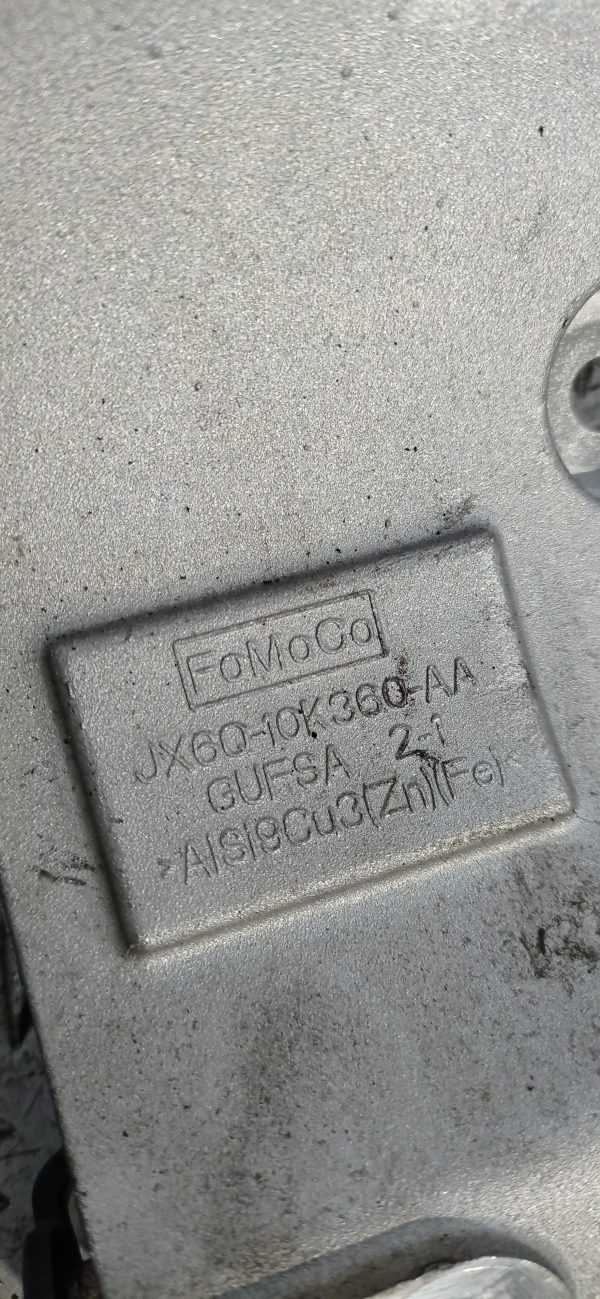 FoMoCo
JX6Q-10K360-AA
GUFSA 2-1
>AlSi9Cu3(Zn)(Fe)<